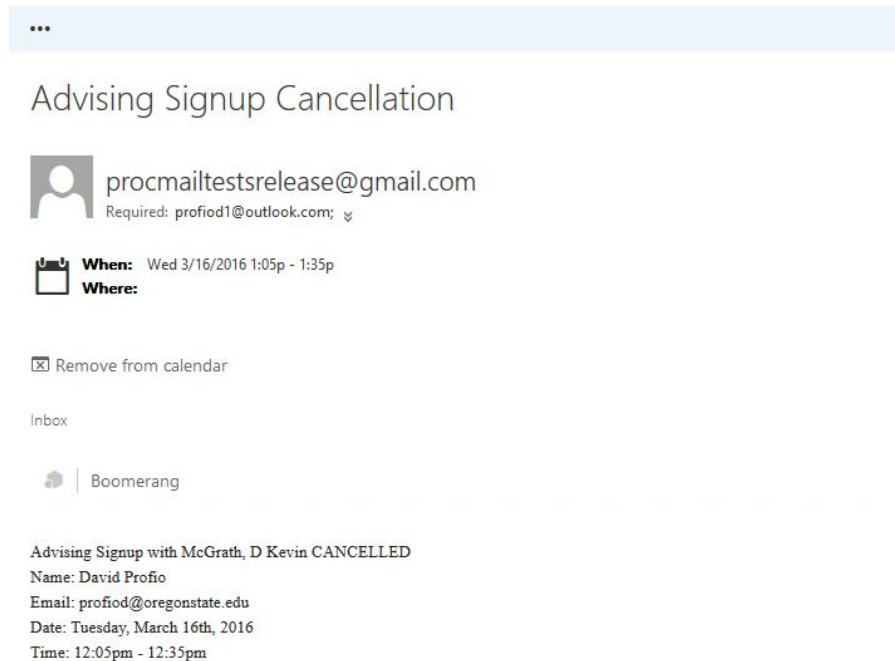 •••
Advising Signup Cancellation
procmailtestsrelease@gmail.com
Required: profiod1@outlook.com;
When: Wed 3/16/2016 1:05p - 1:35p
Where:
Remove from calendar
Inbox
Boomerang
Advising Signup with McGrath, D Kevin CANCELLED
Name: David Profio
Email: profiod@oregonstate.edu
Date: Tuesday, March 16th, 2016
Time: 12:05pm - 12:35pm